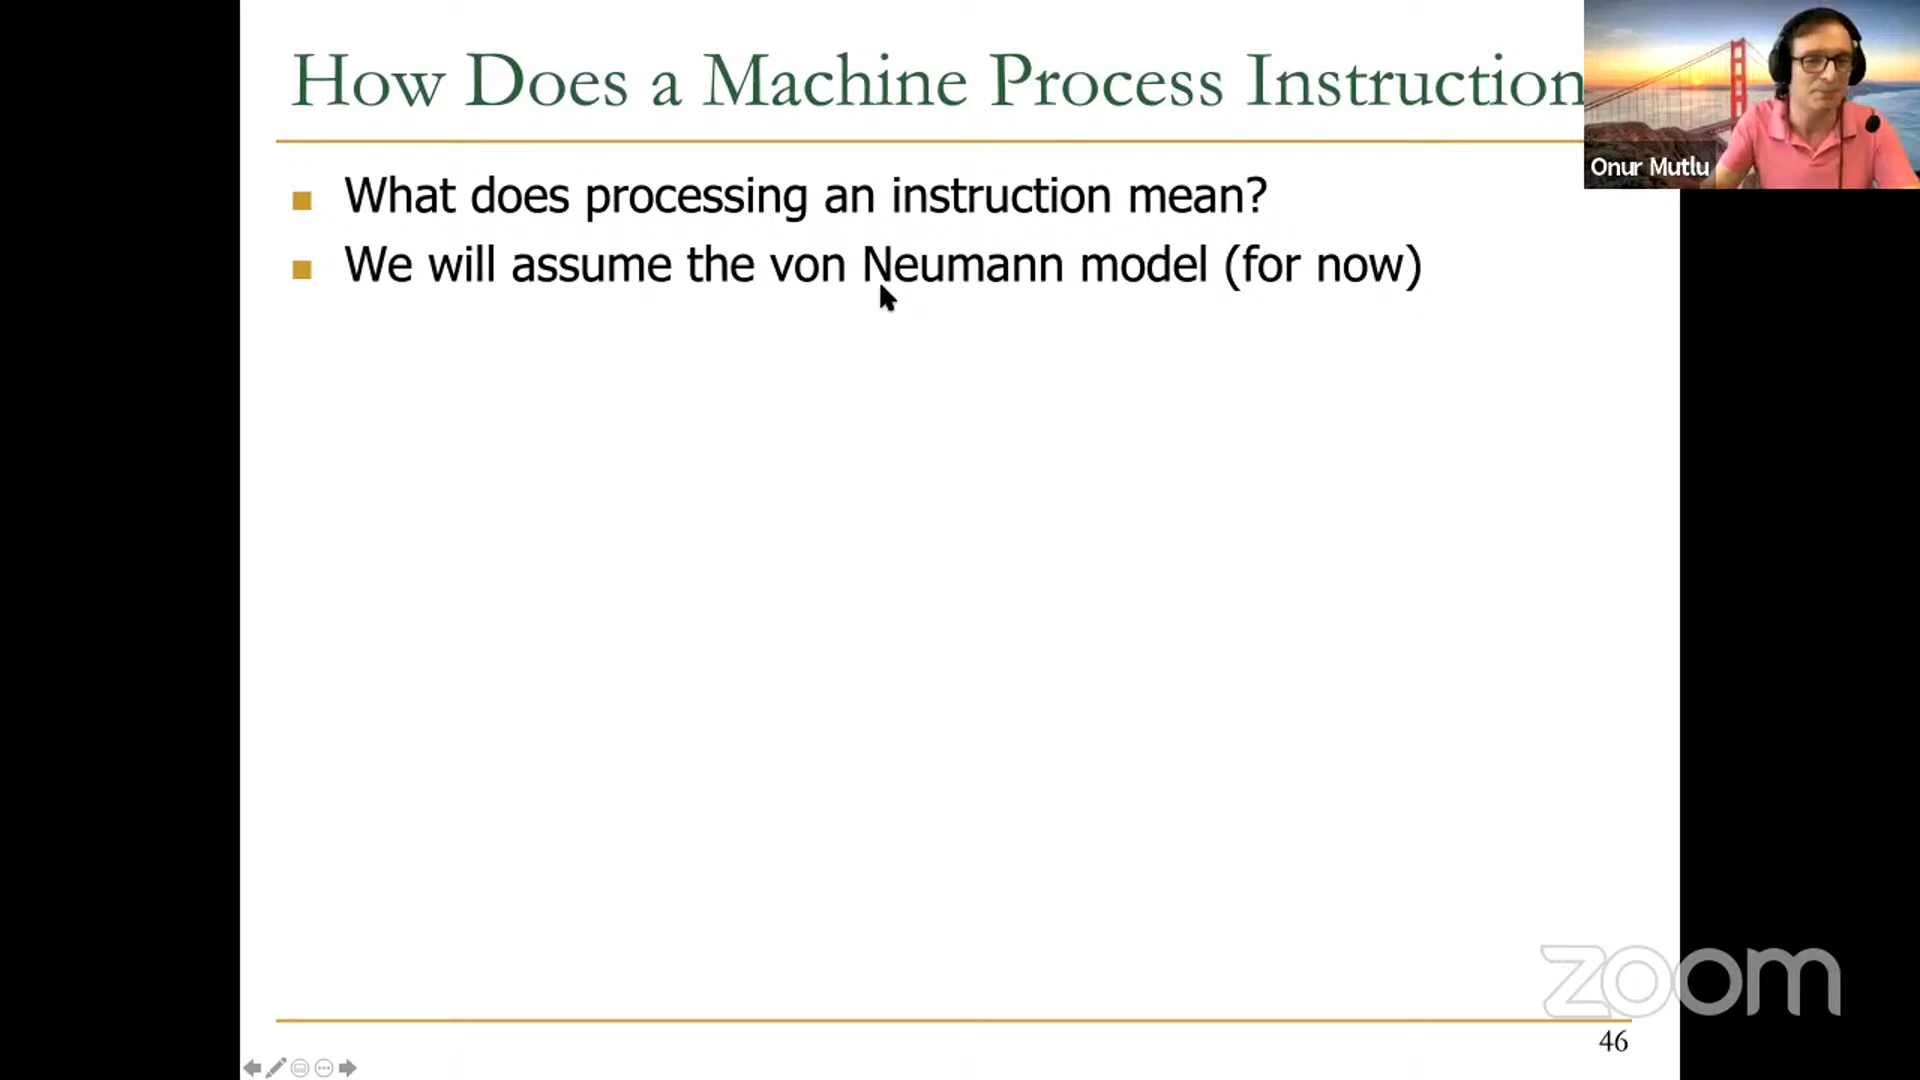 How Does a Machine Process Instruction
What does processing an instruction mean?
We will assume the von Neumann model (for now)
Onur Mutlu
zoom
46